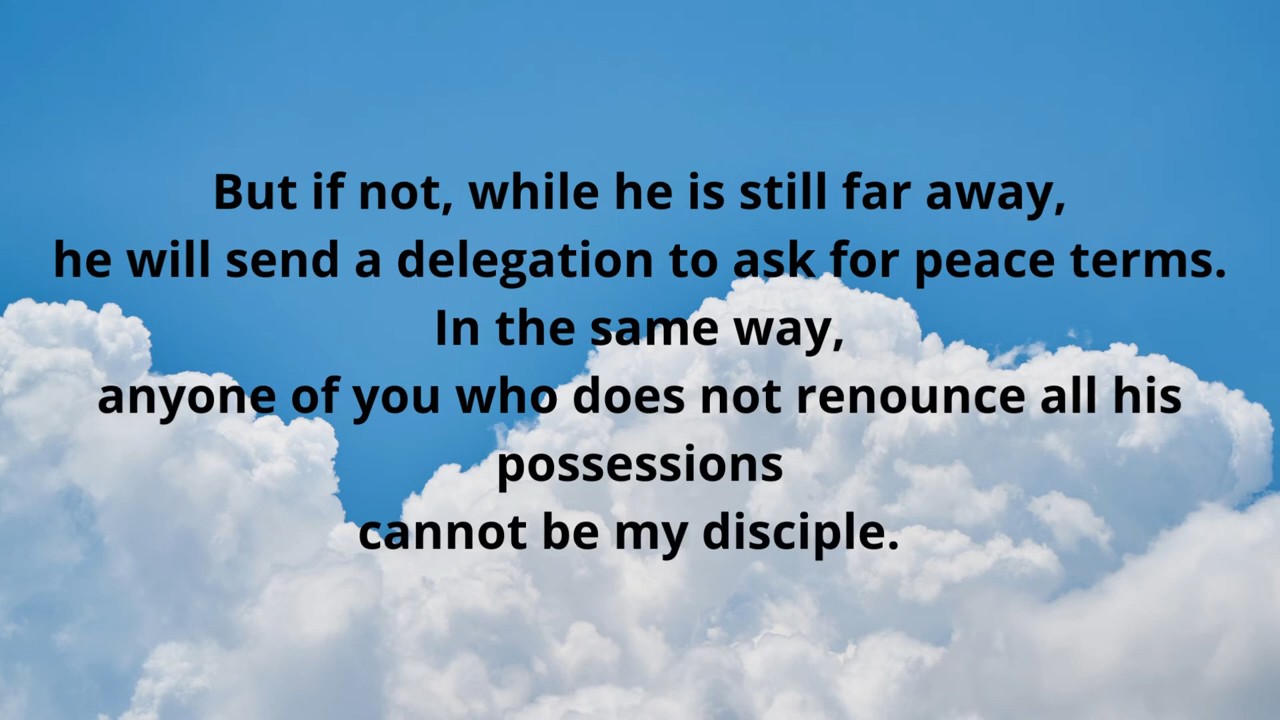 But if not, while he is still far away,
he will send a delegation to ask for peace terms.
In the same way,
anyone of you who does not renounce all his
possessions
cannot be my disciple.